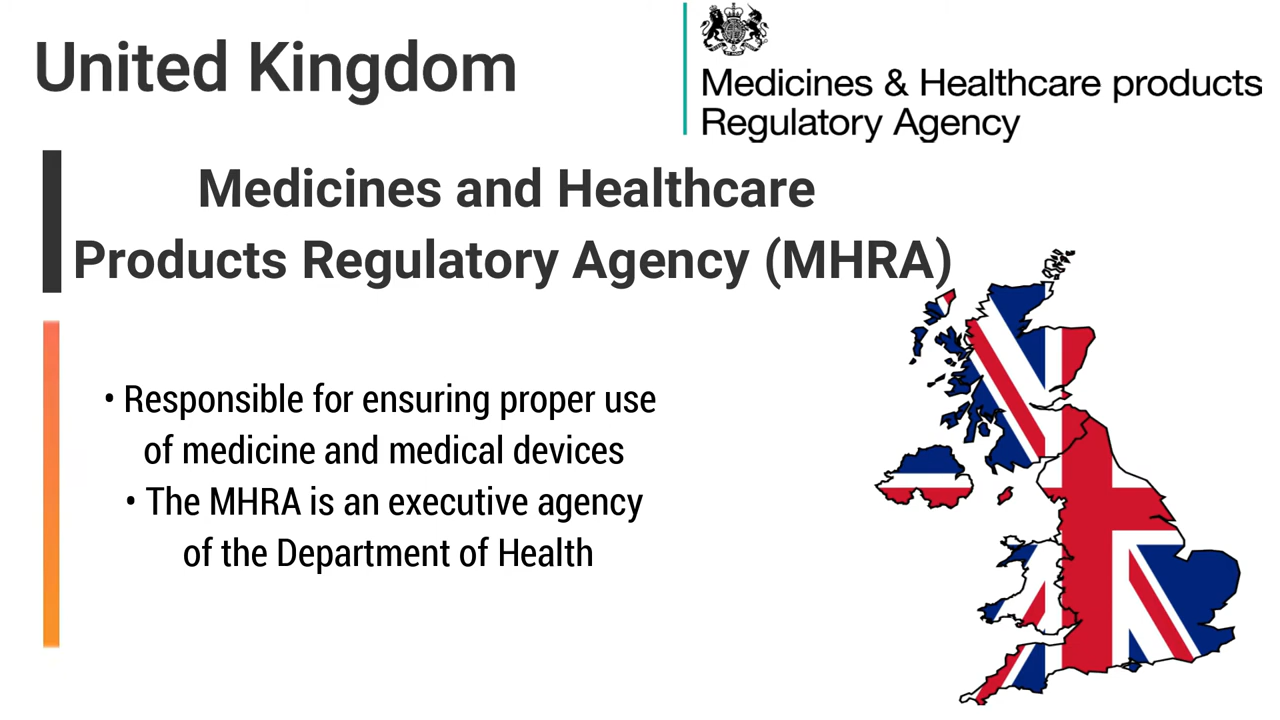 United Kingdom
Medicines & Healthcare products
Regulatory Agency
Medicines and Healthcare
Products Regulatory Agency (MHRA)
• Responsible for ensuring proper use
of medicine and medical devices
• The MHRA is an executive agency
of the Department of Health